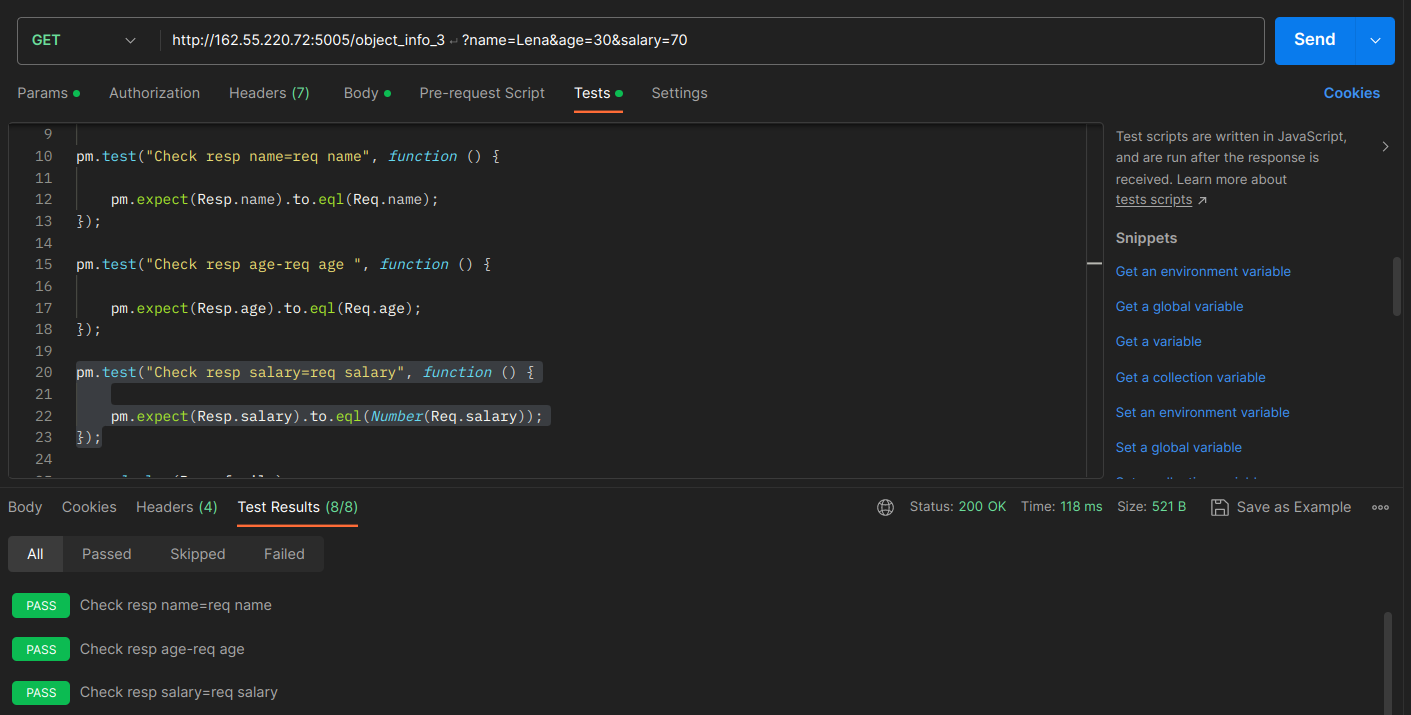 GET http://162.55.220.72:5005/object_info_3 ↵ ?name=Lena&age=30&salary=70 Send
Params Authorization Headers (7) Body Pre-request Script Tests Settings Cookies
9
10 pm.test("Check resp name=req name", function () {
11
12 pm.expect(Resp.name).to.eql(Req.name);
13 });
14
15 pm.test("Check resp age-req age ", function () {
16
17 pm.expect(Resp.age).to.eql(Req.age);
18 });
19
20 pm.test("Check resp salary=req salary", function () {
21
22 pm.expect(Resp.salary).to.eql(Number(Req.salary));
23 });
24
Test scripts are written in JavaScript,
and are run after the response is
received. Learn more about
tests scripts ↗
Snippets
Get an environment variable
Get a global variable
Get a variable
Get a collection variable
Set an environment variable
Set a global variable
Body Cookies Headers (4) Test Results (8/8) Status: 200 OK Time: 118 ms Size: 521 B Save as Example
All Passed Skipped Failed
PASS Check resp name=req name
PASS Check resp age-req age
PASS Check resp salary=req salary